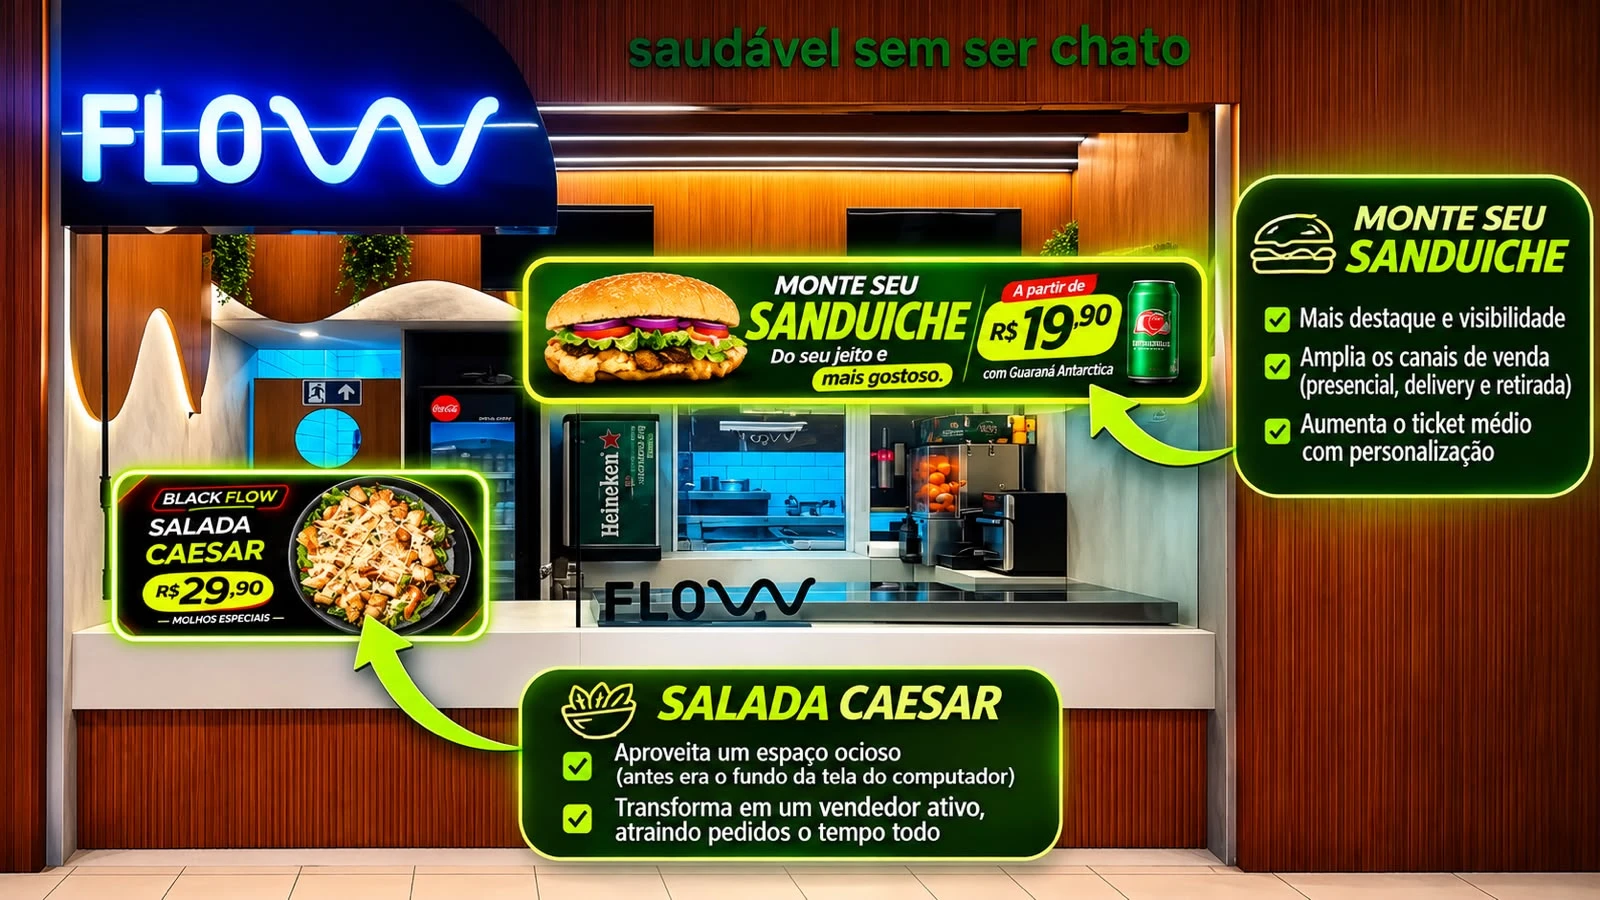 saudável sem ser chato
FLOW
MONTE SEU
SANDUICHE
Mais destaque e visibilidade
Amplia os canais de venda
(presencial, delivery e retirada)
Aumenta o ticket médio
com personalização
MONTE SEU
SANDUICHE
Do seu jeito e
mais gostoso.
A partir de
R$ 19,90
com Guaraná Antarctica
Coca-Cola
Heineken
BLACK FLOW
SALADA
CAESAR
R$ 29,90
— MOLHOS ESPECIAIS —
FLOW
SALADA CAESAR
Aproveita um espaço ocioso
(antes era o fundo da tela do computador)
Transforma em um vendedor ativo,
atraindo pedidos o tempo todo